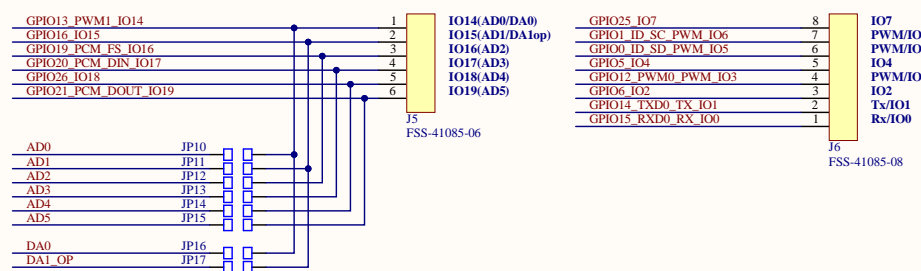 GPIO13_PWM1_IO14 1 IO14(AD0/DA0)
GPIO16_IO15 2 IO15(AD1/DA1op)
GPIO19_PCM_FS_IO16 3 IO16(AD2)
GPIO20_PCM_DIN_IO17 4 IO17(AD3)
GPIO26_IO18 5 IO18(AD4)
GPIO21_PCM_DOUT_IO19 6 IO19(AD5)
J5
FSS-41085-06
AD0 JP10
AD1 JP11
AD2 JP12
AD3 JP13
AD4 JP14
AD5 JP15
DA0 JP16
DA1_OP JP17
GPIO25_IO7 8 IO7
GPIO1_ID_SC_PWM_IO6 7 PWM/IO
GPIO0_ID_SD_PWM_IO5 6 PWM/IO
GPIO5_IO4 5 IO4
GPIO12_PWM0_PWM_IO3 4 PWM/IO
GPIO6_IO2 3 IO2
GPIO14_TXD0_TX_IO1 2 Tx/IO1
GPIO15_RXD0_RX_IO0 1 Rx/IO0
J6
FSS-41085-08